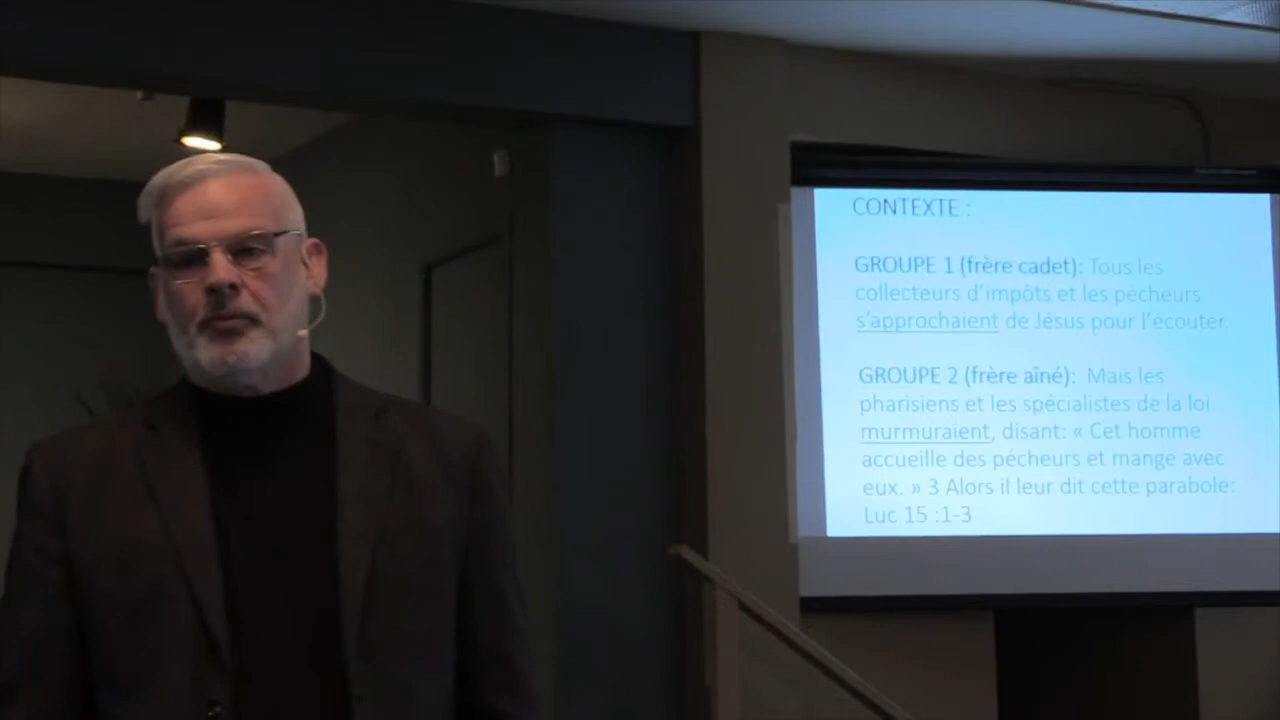 CONTEXTE :
GROUPE 1 (frère cadet): Tous les
collecteurs d'impôts et les pécheurs
s'approchaient de Jésus pour l'écouter.
GROUPE 2 (frère aîné): Mais les
pharisiens et les spécialistes de la loi
murmuraient, disant: « Cet homme
accueille des pécheurs et mange avec
eux. » 3 Alors il leur dit cette parabole:
Luc 15 :1-3